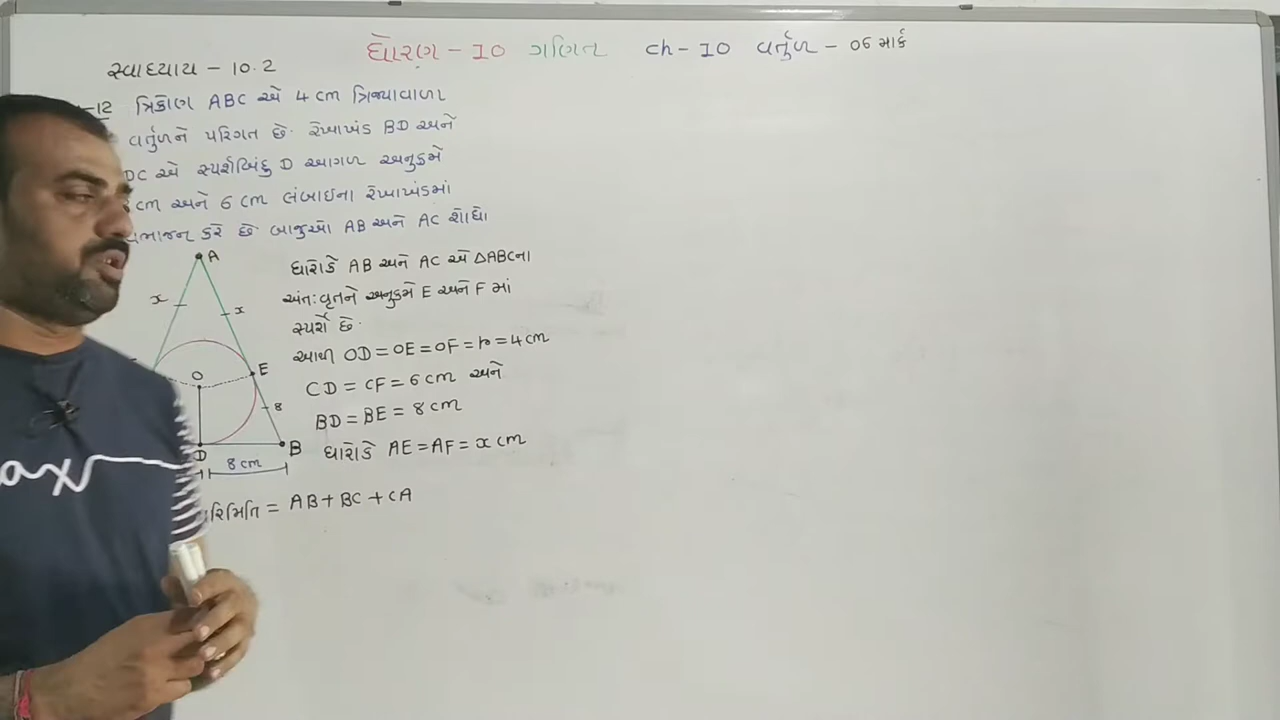 ધોરણ - 10 ગણિત ch - 10 વર્તુળ - 06 માર્ક
સ્વાધ્યાય - 10.2
-12 ત્રિકોણ ABC એ 4 cm ત્રિજ્યાવાળા
વર્તુળને પરિગત છે. રેખાખંડ BD અને
DC એ સ્પર્શબિંદુ D આગળ અનુક્રમે
cm અને 6 cm લંબાઇના રેખાખંડમાં
ભાજન કરે છે બાજુઓ AB અને AC શોધો
A
x
x
O
E
8
D
B
8 cm
ધારોકે AB અને AC એ △ABCના
અંતઃવૃતને અનુક્રમે E અને F માં
સ્પર્શે છે.
આથી OD = OE = OF = r = 4 cm
CD = CF = 6 cm અને
BD = BE = 8 cm
ધારોકે AE = AF = x cm
રિમિતિ = AB + BC + CA